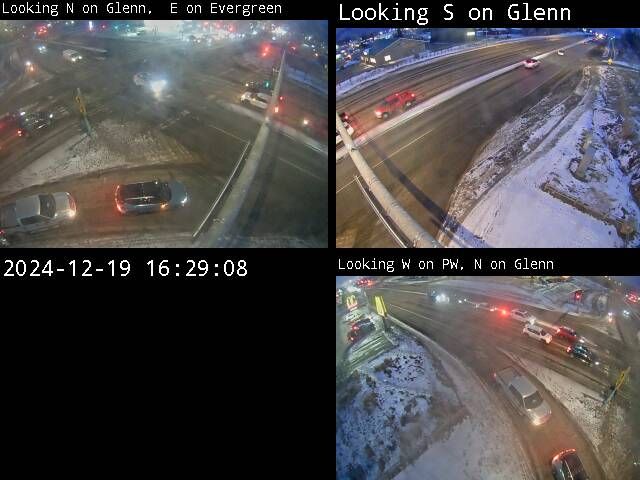 Looking N on Glenn,  E on Evergreen
Looking S on Glenn
2024-12-19 16:29:08
Looking W on PW, N on Glenn